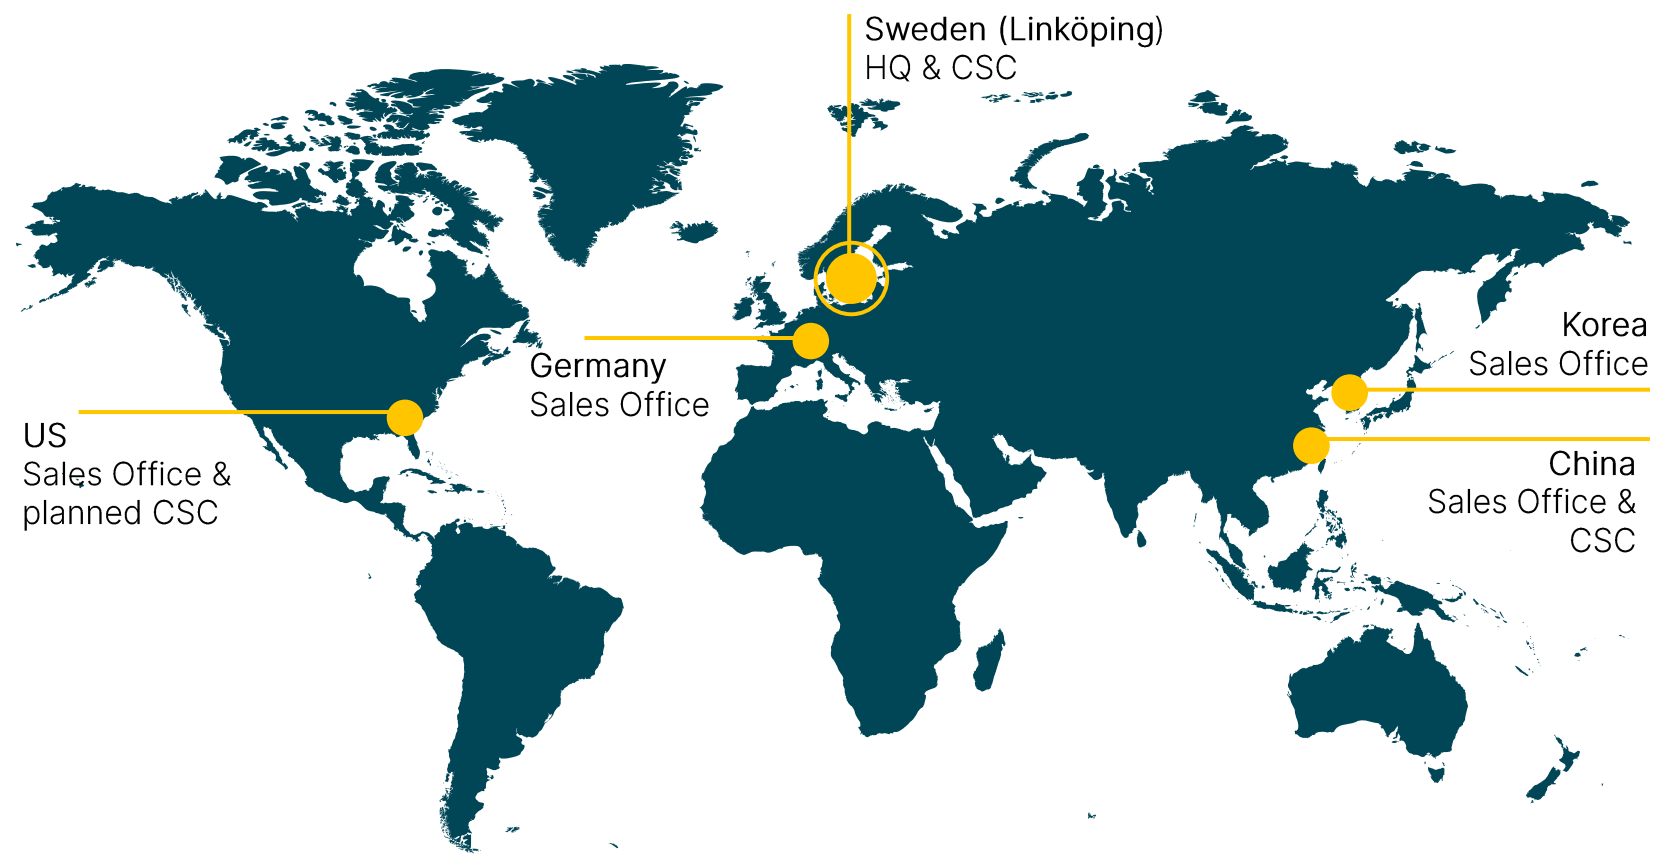 Sweden (Linköping)
HQ & CSC
Germany
Sales Office
US
Sales Office &
planned CSC
Korea
Sales Office
China
Sales Office &
CSC